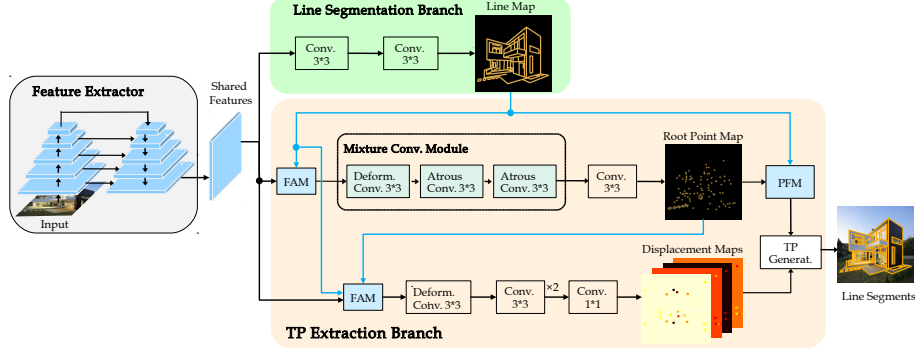 Line Segmentation Branch
Line Map
Conv.
3*3
Conv.
3*3
Feature Extractor
Shared
Features
Input
Mixture Conv. Module
Root Point Map
FAM
Deform.
Conv. 3*3
Atrous
Conv. 3*3
Atrous
Conv. 3*3
Conv.
3*3
PFM
Displacement Maps
TP
Generat.
FAM
Deform.
Conv. 3*3
Conv.
3*3
×2
Conv.
1*1
Line Segments
TP Extraction Branch